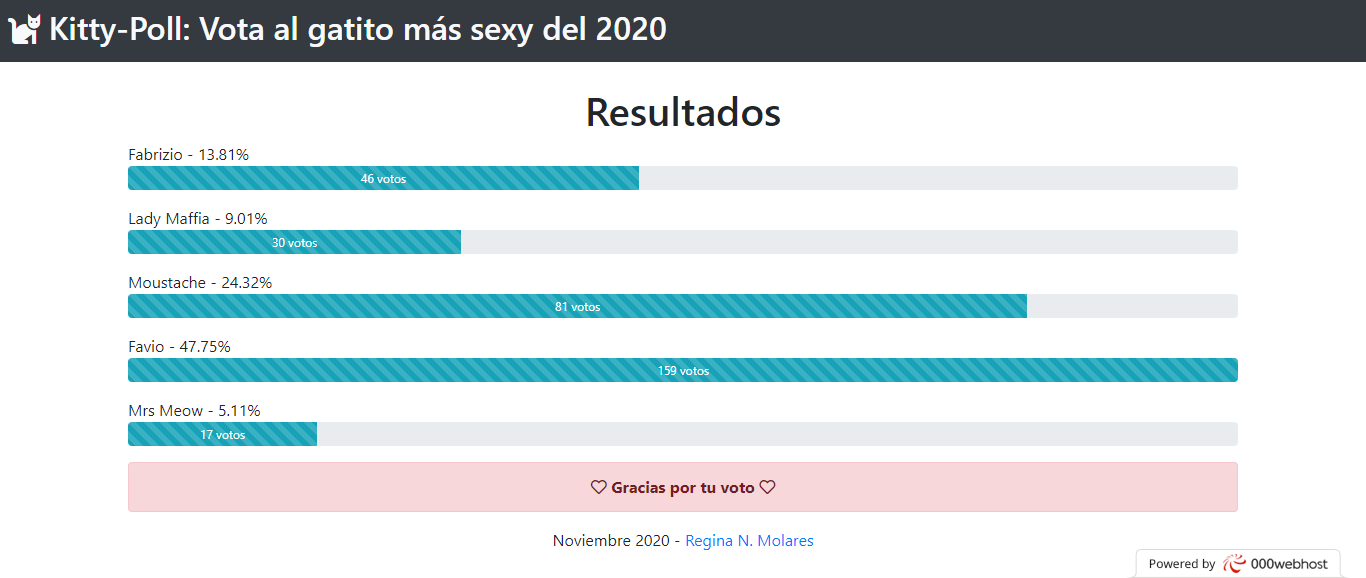 Kitty-Poll: Vota al gatito más sexy del 2020
Resultados
Fabrizio - 13.81%
46 votos
Lady Maffia - 9.01%
30 votos
Moustache - 24.32%
81 votos
Favio - 47.75%
159 votos
Mrs Meow - 5.11%
17 votos
♡ Gracias por tu voto ♡
Noviembre 2020 - Regina N. Molares
Powered by 000webhost